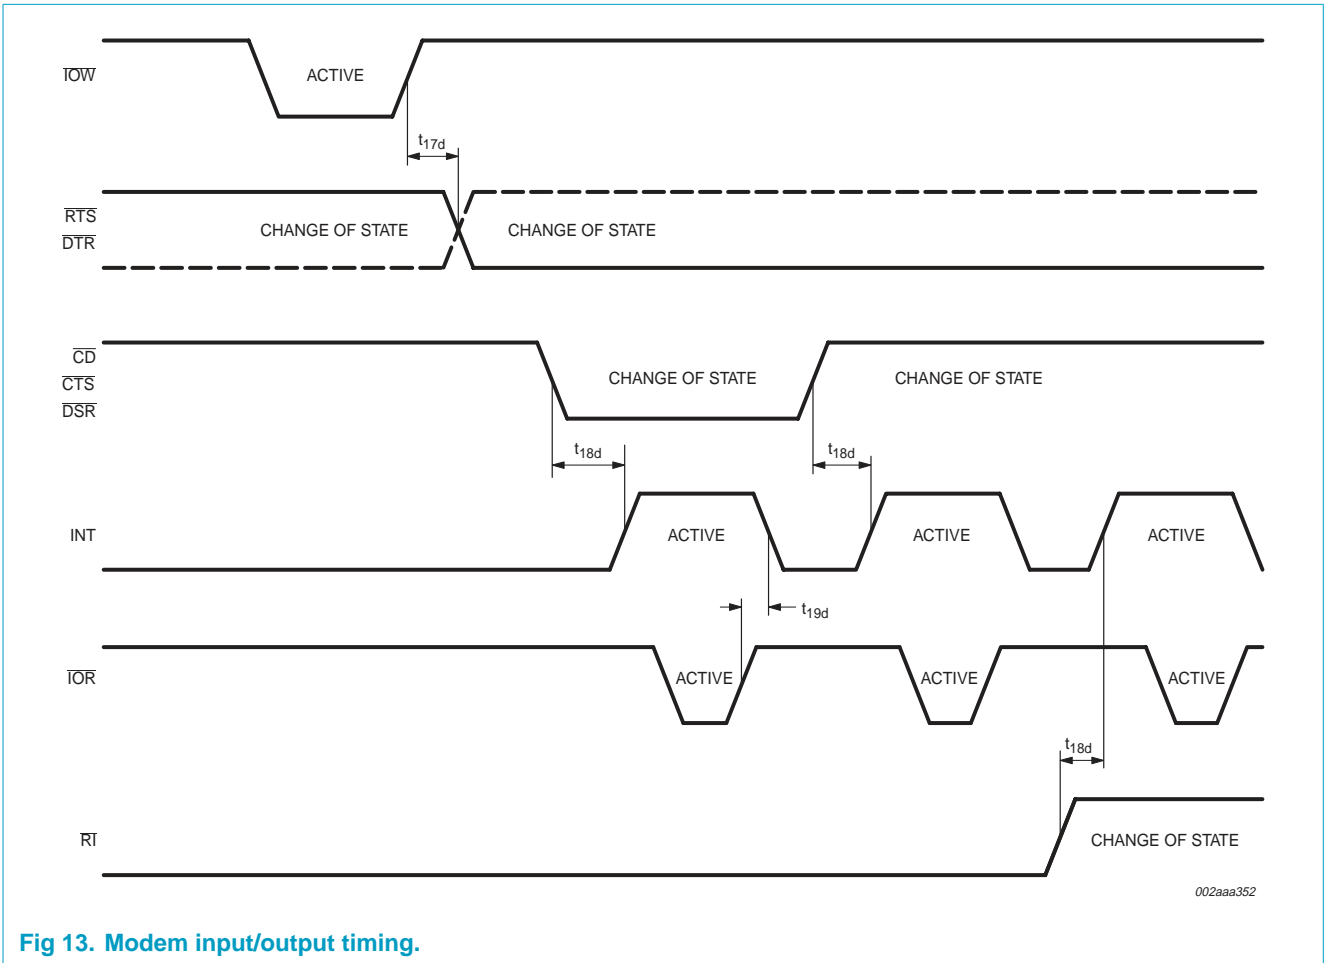 IOW
ACTIVE
t17d
RTS
DTR
CHANGE OF STATE CHANGE OF STATE
CD
CTS
DSR
CHANGE OF STATE CHANGE OF STATE
t18d t18d
INT ACTIVE ACTIVE ACTIVE
t19d
IOR ACTIVE ACTIVE ACTIVE
t18d
RI CHANGE OF STATE
002aaa352
Fig 13. Modem input/output timing.